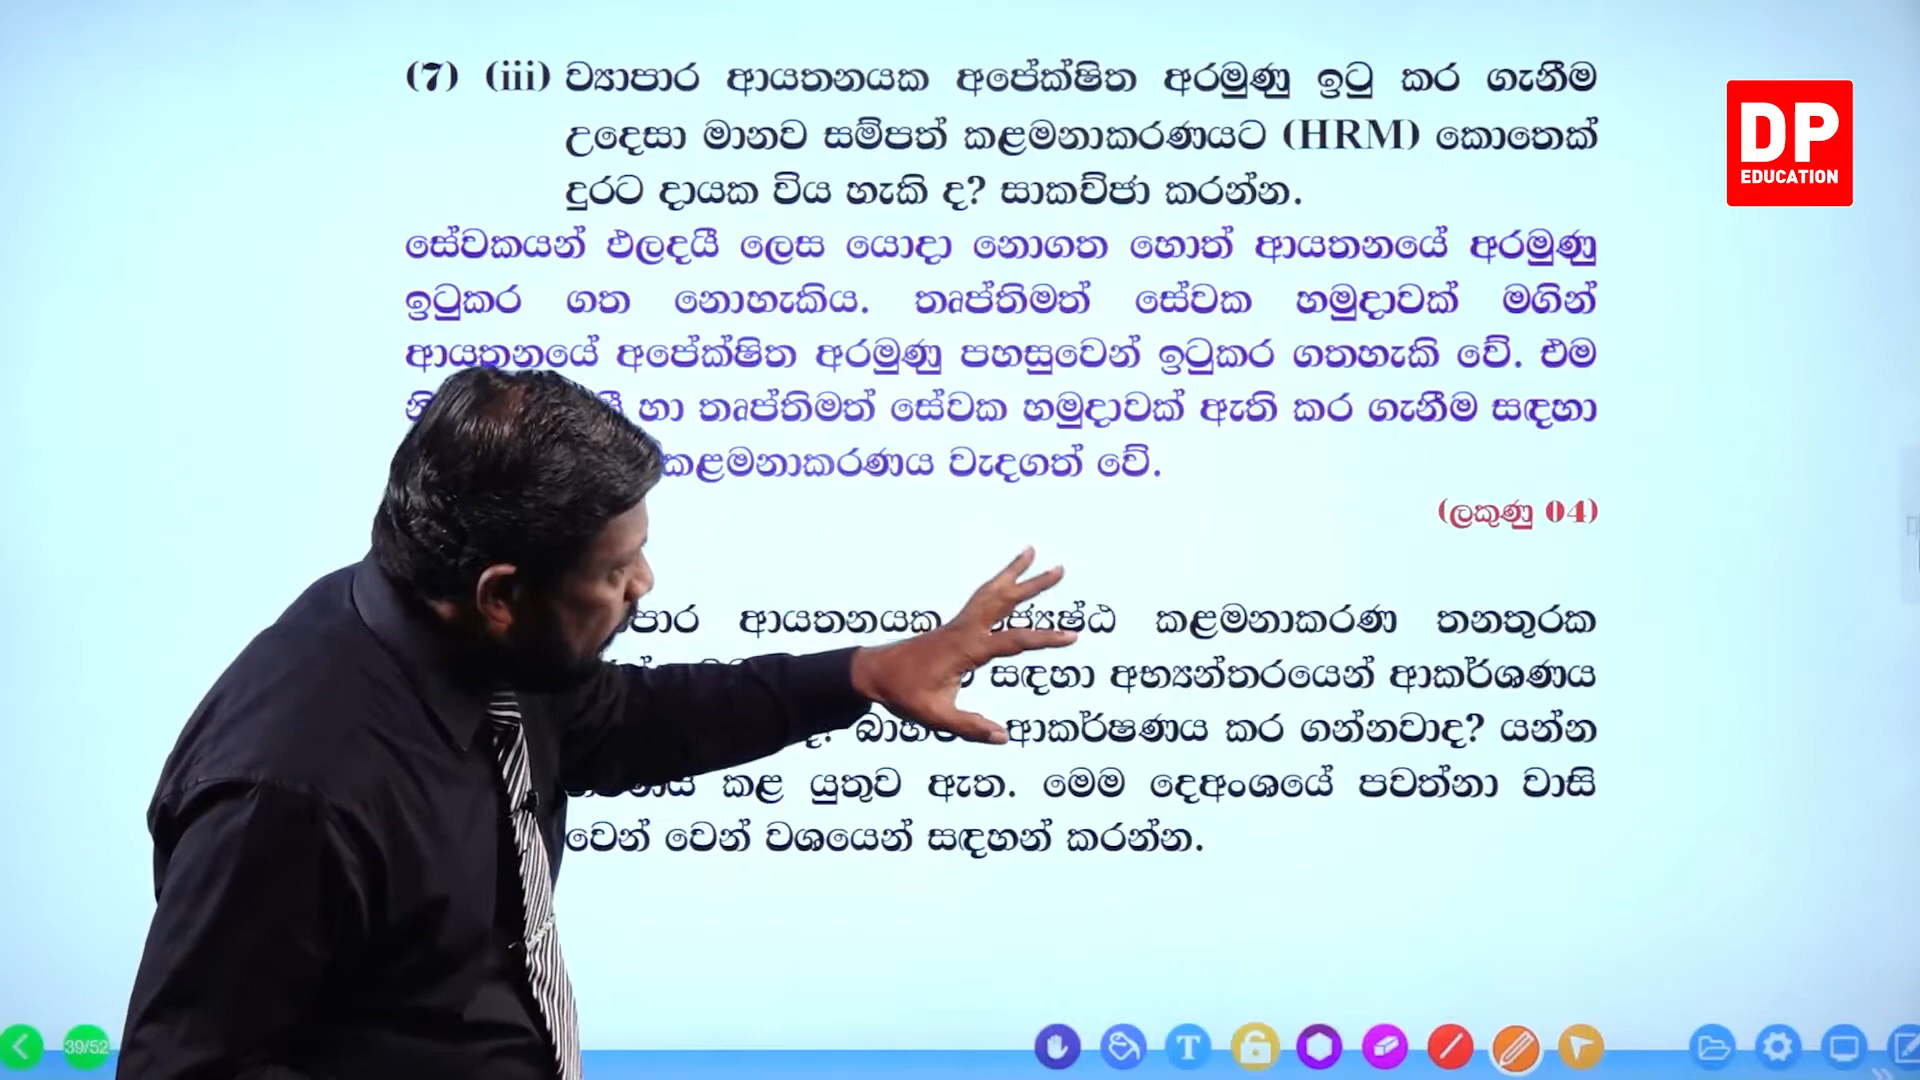 (7) (iii) ව්‍යාපාර ආයතනයක අපේක්ෂිත අරමුණු ඉටු කර ගැනීම
උදෙසා මානව සම්පත් කළමනාකරණයට (HRM) කොතෙක්
දුරට දායක විය හැකි ද? සාකච්ඡා කරන්න.
DP
EDUCATION
සේවකයන් ඵලදයී ලෙස යොදා නොගත හොත් ආයතනයේ අරමුණු
ඉටුකර ගත නොහැකිය. තෘප්තිමත් සේවක හමුදාවක් මගින්
ආයතනයේ අපේක්ෂිත අරමුණු පහසුවෙන් ඉටුකර ගතහැකි වේ. එම
හා තෘප්තිමත් සේවක හමුදාවක් ඇති කර ගැනීම සඳහා
කළමනාකරණය වැදගත් වේ.
(ලකුණු 04)
ආයතනයක කළමනාකරණ තනතුරක
සඳහා අභ්‍යන්තරයෙන් ආකර්ශණය
ආකර්ෂණය කර ගන්නවාද? යන්න
කළ යුතුව ඇත. මෙම දෙඅංශයේ පවත්නා වාසි
වෙන් වෙන් වශයෙන් සඳහන් කරන්න.
39/52